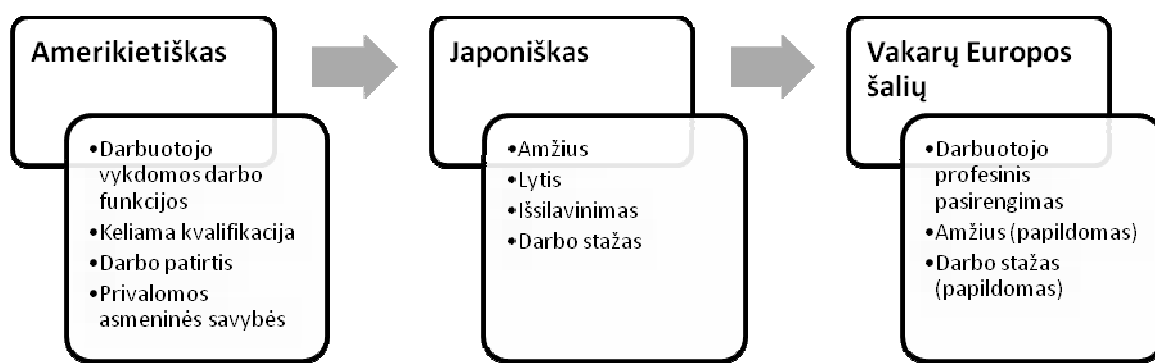 Amerikietiškas
•Darbuotojo
vykdomos darbo
funkcijos
•Keliama kvalifikacija
•Darbo patirtis
•Privalomos
asmeninės savybės
Japoniškas
•Amžius
•Lytis
•Išsilavinimas
•Darbo stažas
Vakarų Europos
šalių
•Darbuotojo
profesinis
pasirengimas
•Amžius (papildomas)
•Darbo stažas
(papildomas)